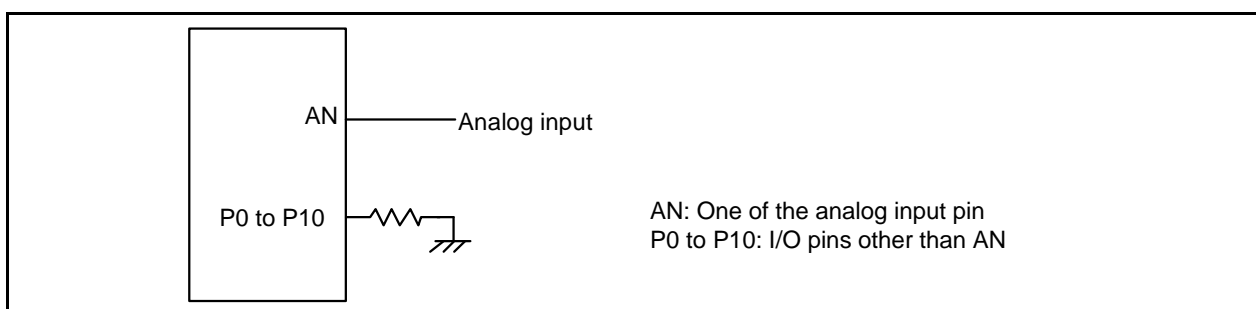 AN
Analog input
P0 to P10
AN: One of the analog input pin
P0 to P10: I/O pins other than AN